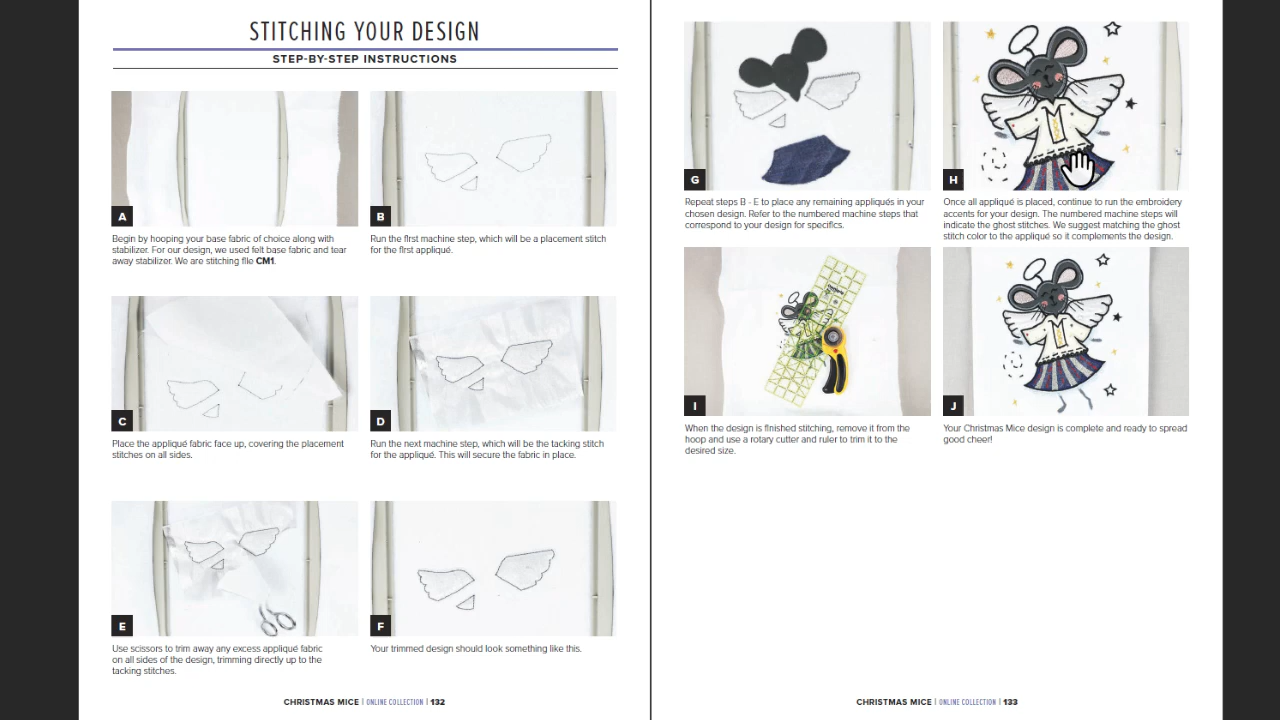 STITCHING YOUR DESIGN
STEP-BY-STEP INSTRUCTIONS
A
Begin by hooping your base fabric of choice along with
stabilizer. For our design, we used felt base fabric and tear
away stabilizer. We are stitching file CM1.
B
Run the first machine step, which will be a placement stitch
for the first appliqué.
C
Place the appliqué fabric face up, covering the placement
stitches on all sides.
D
Run the next machine step, which will be the tacking stitch
for the appliqué. This will secure the fabric in place.
E
Use scissors to trim away any excess appliqué fabric
on all sides of the design, trimming directly up to the
tacking stitches.
F
Your trimmed design should look something like this.
CHRISTMAS MICE | ONLINE COLLECTION | 132
G
Repeat steps B - E to place any remaining appliqués in your
chosen design. Refer to the numbered machine steps that
correspond to your design for specifics.
H
Once all appliqué is placed, continue to run the embroidery
accents for your design. The numbered machine steps will
indicate the ghost stitches. We suggest matching the ghost
stitch color to the appliqué so it complements the design.
I
When the design is finished stitching, remove it from the
hoop and use a rotary cutter and ruler to trim it to the
desired size.
J
Your Christmas Mice design is complete and ready to spread
good cheer!
CHRISTMAS MICE | ONLINE COLLECTION | 133